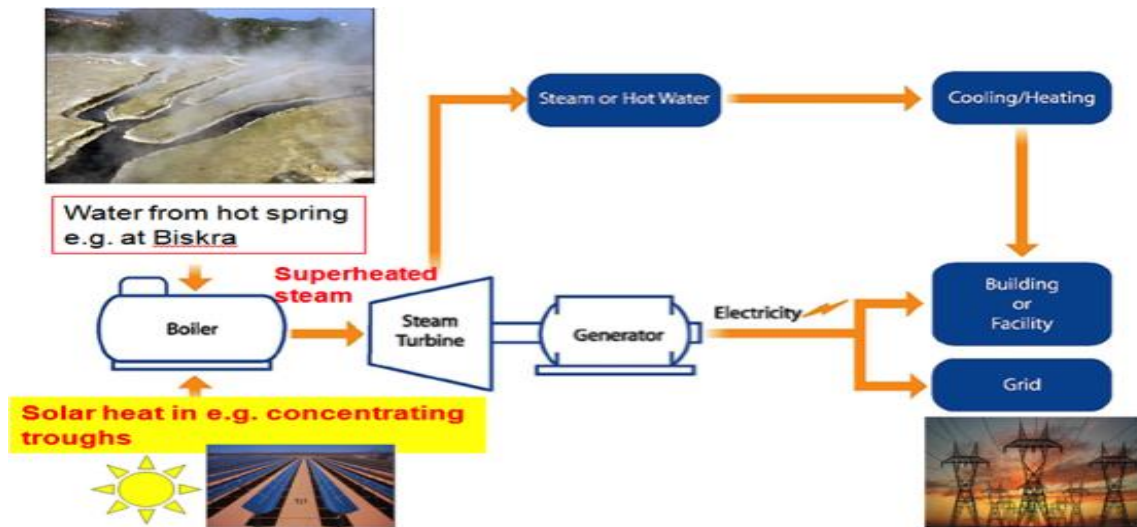 Steam or Hot Water
Cooling/Heating
Water from hot spring
e.g. at Biskra
Superheated
steam
Boiler
Steam
Turbine
Generator
Electricity
Building
or
Facility
Grid
Solar heat in e.g. concentrating
troughs